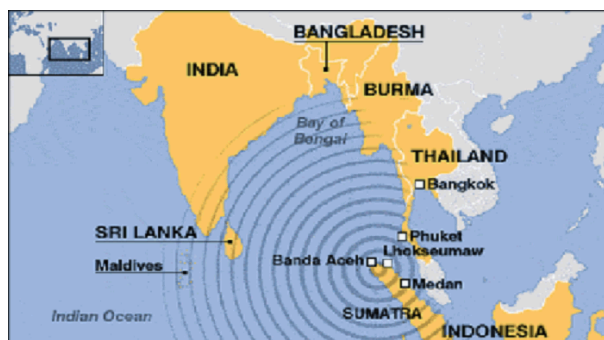 BANGLADESH
INDIA
BURMA
Bay of
Bengal
THAILAND
Bangkok
SRI LANKA
Phuket
Lhokseumaw
Banda Aceh
Maldives
Medan
Indian Ocean
SUMATRA
INDONESIA